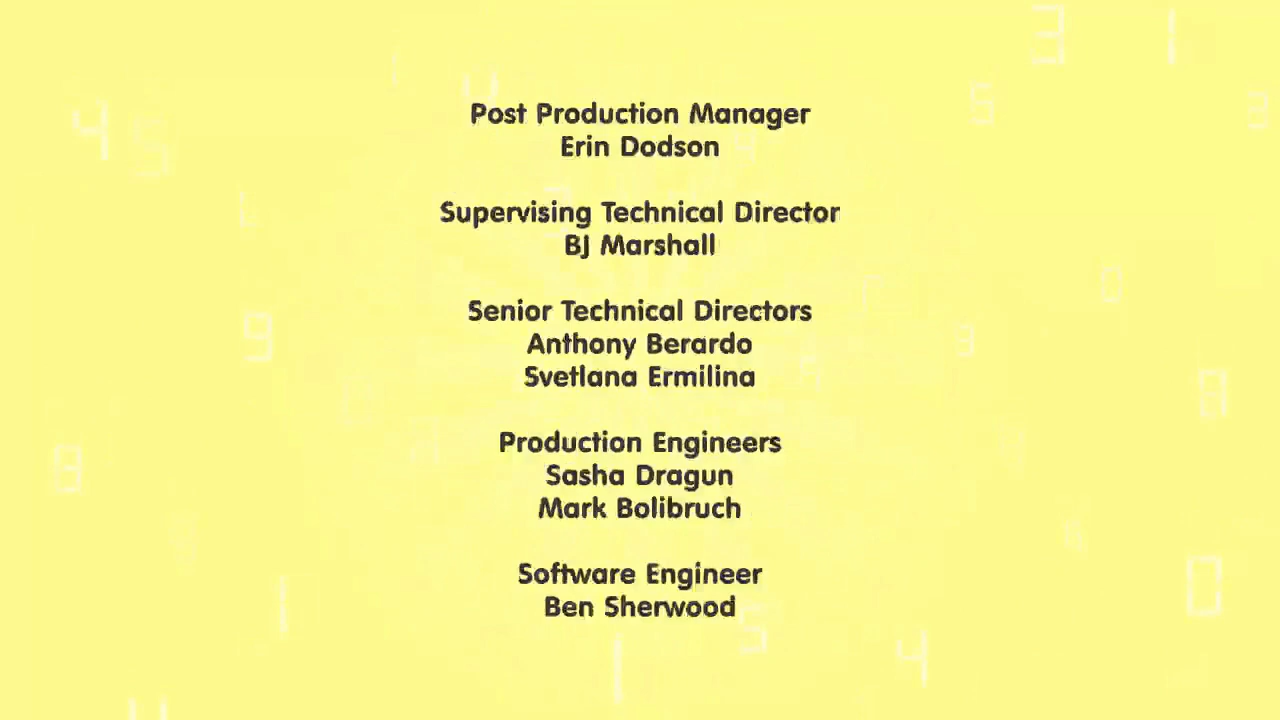 Post Production Manager
Erin Dodson
Supervising Technical Director
BJ Marshall
Senior Technical Directors
Anthony Berardo
Svetlana Ermilina
Production Engineers
Sasha Dragun
Mark Bolibruch
Software Engineer
Ben Sherwood